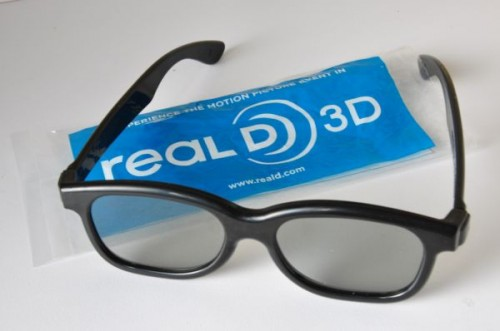 EXPERIENCE THE MOTION PICTURE EVENT IN
REAL D 3D
www.reald.com